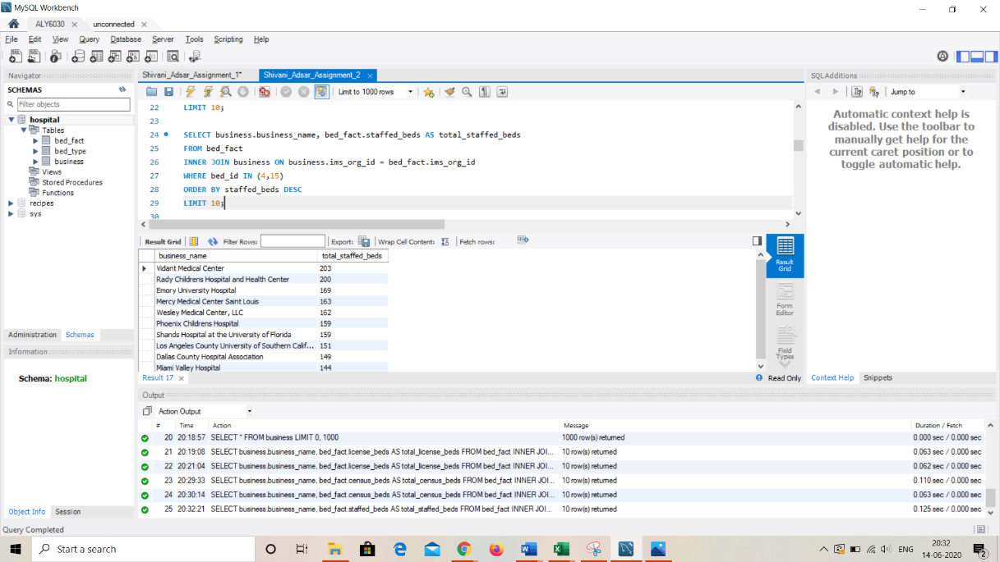 MySQL Workbench
ALY6030
unconnected
File Edit View Query Database Server Tools Scripting Help
Navigator
SCHEMAS
Filter objects
hospital
Tables
bed_fact
bed_type
business
Views
Stored Procedures
Functions
recipes
sys
Administration Schemas
Information
Schema: hospital
Object Info Session
Query Completed
Shivani_Adsar_Assignment_1* Shivani_Adsar_Assignment_2
Limit to 1000 rows
22 LIMIT 10;
23
24 SELECT business.business_name, bed_fact.staffed_beds AS total_staffed_beds
25 FROM bed_fact
26 INNER JOIN business ON business.ims_org_id = bed_fact.ims_org_id
27 WHERE bed_id IN (4,15)
28 ORDER BY staffed_beds DESC
29 LIMIT 10;
30
Result Grid Filter Rows: Export: Wrap Cell Content: Fetch rows:
business_name total_staffed_beds
Vidant Medical Center 203
Rady Childrens Hospital and Health Center 200
Emory University Hospital 169
Mercy Medical Center Saint Louis 163
Wesley Medical Center, LLC 162
Phoenix Childrens Hospital 159
Shands Hospital at the University of Florida 159
Los Angeles County University of Southern Calif... 151
Dallas County Hospital Association 149
Miami Valley Hospital 144
Result Grid
Form Editor
Field Types
Result 17
Read Only
SQLAdditions
Jump to
Automatic context help is
disabled. Use the toolbar to
manually get help for the
current caret position or to
toggle automatic help.
Context Help Snippets
Output
Action Output
# Time Action Message Duration / Fetch
20 20:18:57 SELECT * FROM business LIMIT 0, 1000 1000 row(s) returned 0.000 sec / 0.000 sec
21 20:19:08 SELECT business.business_name, bed_fact.license_beds AS total_license_beds FROM bed_fact INNER JOI... 10 row(s) returned 0.063 sec / 0.000 sec
22 20:21:04 SELECT business.business_name, bed_fact.license_beds AS total_license_beds FROM bed_fact INNER JOI... 10 row(s) returned 0.062 sec / 0.000 sec
23 20:29:33 SELECT business.business_name, bed_fact.census_beds AS total_census_beds FROM bed_fact INNER JOI... 10 row(s) returned 0.110 sec / 0.000 sec
24 20:30:14 SELECT business.business_name, bed_fact.census_beds AS total_census_beds FROM bed_fact INNER JOI... 10 row(s) returned 0.063 sec / 0.000 sec
25 20:32:21 SELECT business.business_name, bed_fact.staffed_beds AS total_staffed_beds FROM bed_fact INNER JOI... 10 row(s) returned 0.125 sec / 0.000 sec
Start a search
ENG
20:32
14-06-2020
2